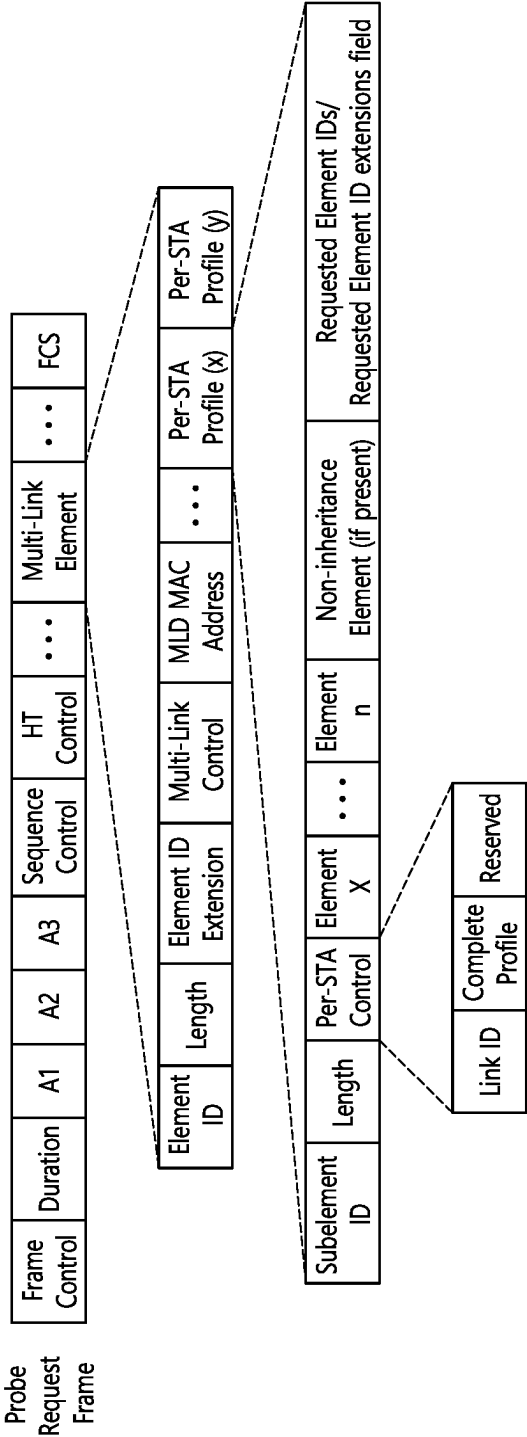 Probe
Request
Frame
Frame
Control
Duration
A1
A2
A3
Sequence
Control
HT
Control
• • •
Multi-Link
Element
• • •
FCS
Element
ID
Length
Element ID
Extension
Multi-Link
Control
MLD MAC
Address
• • •
Per-STA
Profile (x)
Per-STA
Profile (y)
Subelement
ID
Length
Per-STA
Control
Element
X
• • •
Element
n
Non-inheritance
Element (if present)
Requested Element IDs/
Requested Element ID extensions field
Link ID
Complete
Profile
Reserved